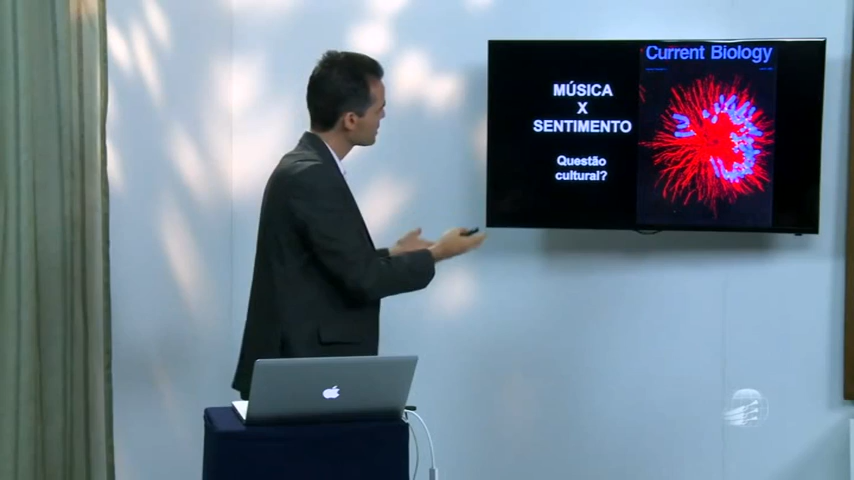 Current Biology
MÚSICA
X
SENTIMENTO
Questão
cultural?